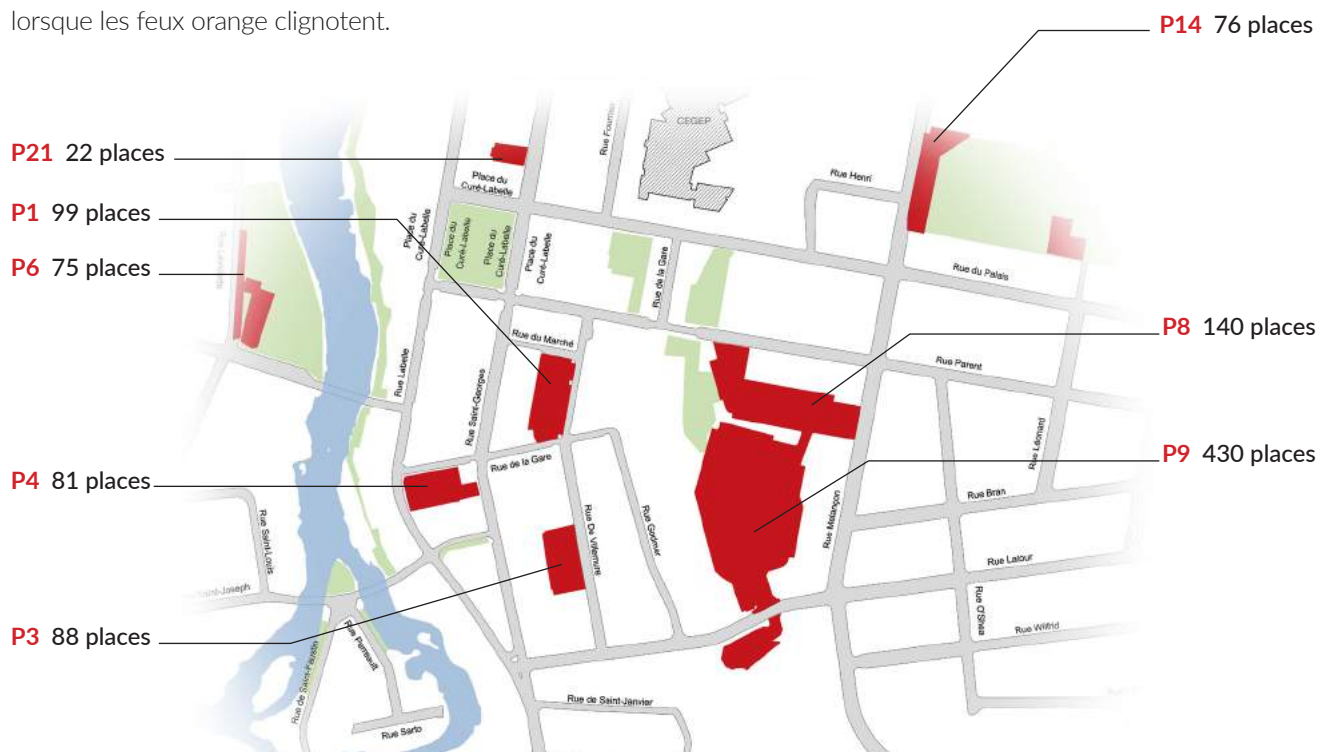 lorsque les feux orange clignotent.
P14 76 places
P21 22 places
P1 99 places
P6 75 places
P4 81 places
P3 88 places
P8 140 places
P9 430 places
CEGEP
Rue Fournier
Rue Henri
Place du
Curé-Labelle
Place du
Curé-Labelle
Place du
Curé-Labelle
Place du
Curé-Labelle
Place du
Curé-Labelle
Rue de la Gare
Rue du Palais
Rue du Marché
Rue Parent
Rue Labelle
Rue Saint-Georges
Rue de la Gare
Rue Léonard
Rue Bran
Rue Melançon
Rue De Villemure
Rue Godmer
Rue Saint-Louis
Rue Latour
Saint-Joseph
Rue O'Shea
Rue Wilfrid
Rue Perreault
Rue de Saint-Faustin
Rue de Saint-Janvier
Rue Sarto